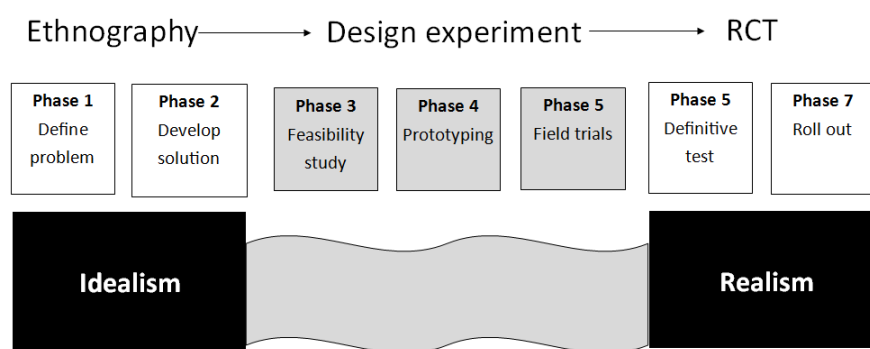 Ethnography Design experiment RCT
Phase 1
Define
problem
Phase 2
Develop
solution
Phase 3
Feasibility
study
Phase 4
Prototyping
Phase 5
Field trials
Phase 5
Definitive
test
Phase 7
Roll out
Idealism
Realism